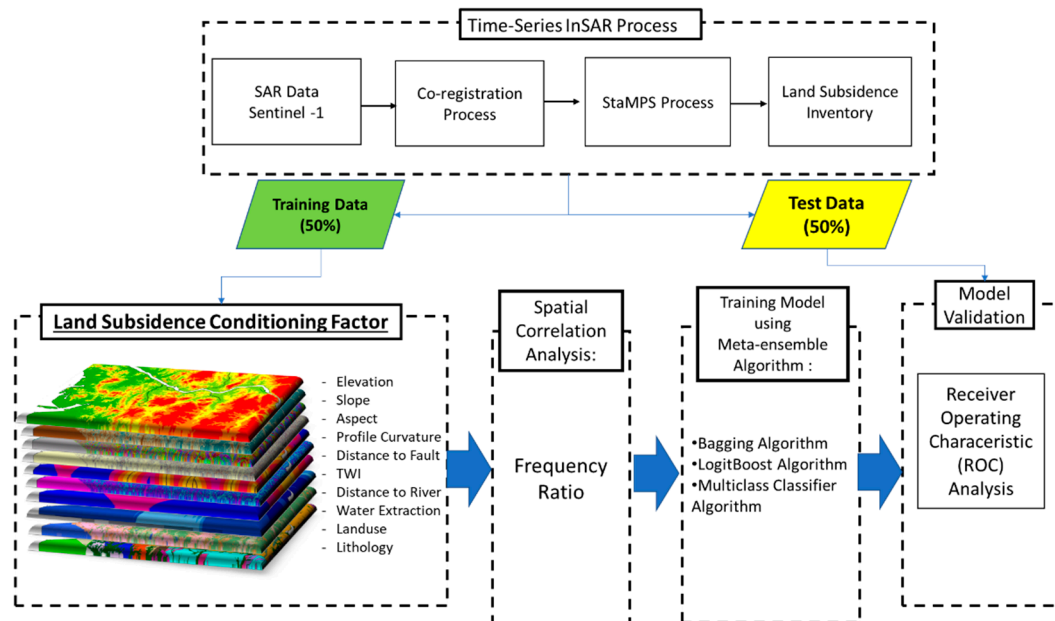 Time-Series InSAR Process
SAR Data
Sentinel -1
Co-registration
Process
StaMPS Process
Land Subsidence
Inventory
Training Data
(50%)
Test Data
(50%)
Land Subsidence Conditioning Factor
- Elevation
- Slope
- Aspect
- Profile Curvature
- Distance to Fault
- TWI
- Distance to River
- Water Extraction
- Landuse
- Lithology
Spatial
Correlation
Analysis:
Frequency
Ratio
Training Model
using
Meta-ensemble
Algorithm :
•Bagging Algorithm
•LogitBoost Algorithm
•Multiclass Classifier
Algorithm
Model
Validation
Receiver
Operating
Characeristic
(ROC)
Analysis